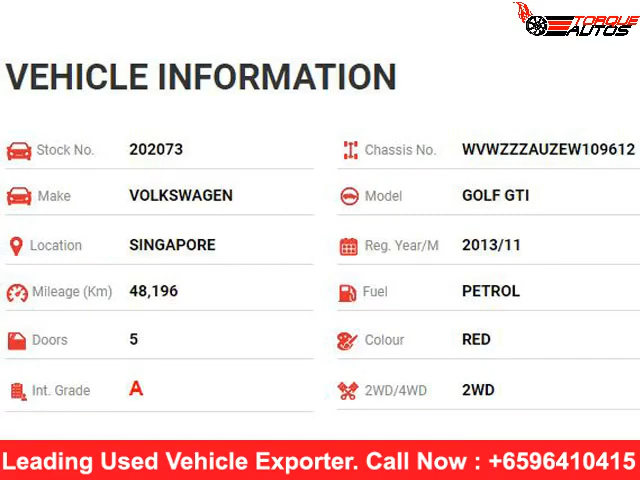 TORQUE
AUTOS
VEHICLE INFORMATION
Stock No. 202073 Chassis No. WVWZZZAUZEW109612
Make VOLKSWAGEN Model GOLF GTI
Location SINGAPORE Reg. Year/M 2013/11
Mileage (Km) 48,196 Fuel PETROL
Doors 5 Colour RED
Int. Grade A 2WD/4WD 2WD
Leading Used Vehicle Exporter. Call Now : +6596410415